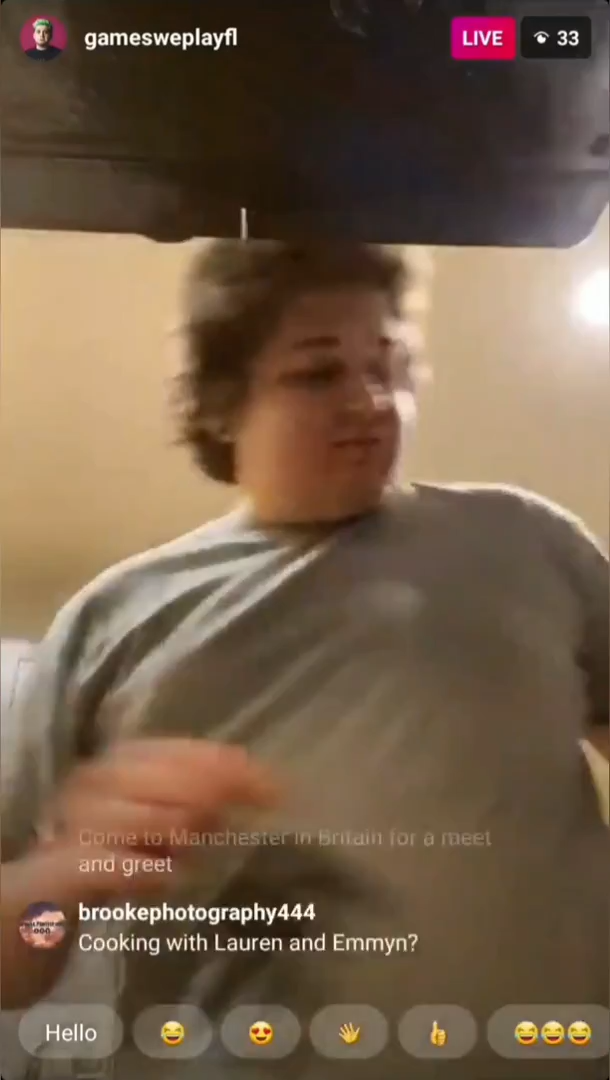 gamesweplayfl
LIVE
33
Come to Manchester in Britain for a meet
and greet
brookephotography444
Cooking with Lauren and Emmyn?
Hello